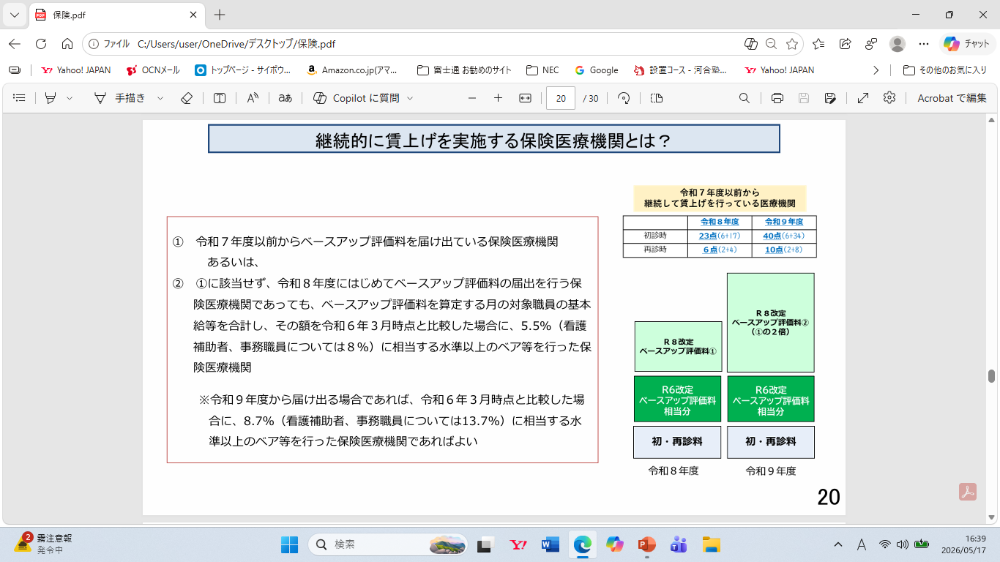 保険.pdf
ファイル C:/Users/user/OneDrive/デスクトップ/保険.pdf
チャット
Yahoo! JAPAN
OCNメール
トップページ - サイボウ...
Amazon.co.jp(アマ...
富士通 お勧めのサイト
NEC
Google
設置コース - 河合塾...
Yahoo! JAPAN
その他のお気に入り
手書き
T
A
aあ
Copilot に質問
20 / 30
Acrobat で編集
継続的に賃上げを実施する保険医療機関とは？
① 令和７年度以前からベースアップ評価料を届け出ている保険医療機関
あるいは、
② ①に該当せず、令和８年度にはじめてベースアップ評価料の届出を行う保
険医療機関であっても、ベースアップ評価料を算定する月の対象職員の基本
給等を合計し、その額を令和６年３月時点と比較した場合に、5.5%（看護
補助者、事務職員については８%）に相当する水準以上のベア等を行った保
険医療機関
※令和９年度から届け出る場合であれば、令和６年３月時点と比較した場
合に、8.7%（看護補助者、事務職員については13.7%）に相当する水
準以上のベア等を行った保険医療機関であればよい
令和７年度以前から
継続して賃上げを行っている医療機関
令和８年度 令和９年度
初診時 23点(6+17) 40点(6+34)
再診時 ６点(2+4) 10点(2+8)
Ｒ８改定
ベースアップ評価料①
R６改定
ベースアップ評価料
相当分
初・再診料
令和８年度
Ｒ８改定
ベースアップ評価料②
（①の２倍）
R６改定
ベースアップ評価料
相当分
初・再診料
令和９年度
20
2
霧注意報
発令中
検索
A
16:39
2026/05/17